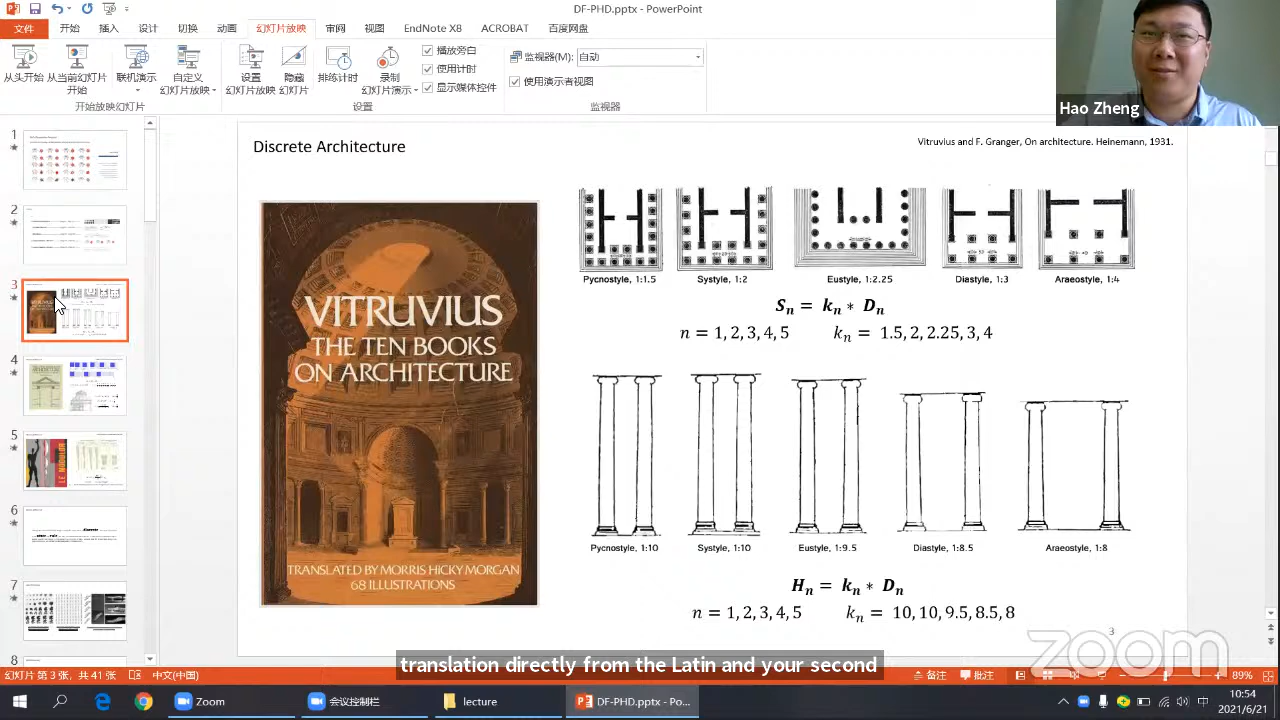 DF-PHD.pptx - PowerPoint
文件 开始 插入 设计 切换 动画 幻灯片放映 审阅 视图 EndNote X8 ACROBAT 百度网盘
从头开始 从当前幻灯片
开始 联机演示 自定义
幻灯片放映 设置
幻灯片放映 隐藏
幻灯片 排练计时 录制
幻灯片演示
播放旁白
使用计时
显示媒体控件
监视器(M): 自动
使用演示者视图
开始放映幻灯片 设置 监视器
Hao Zheng
1
2
3
4
5
6
7
8
Discrete Architecture
Vitruvius and F. Granger, On architecture. Heinemann, 1931.
VITRUVIUS
THE TEN BOOKS
ON ARCHITECTURE
TRANSLATED BY MORRIS HICKY MORGAN
68 ILLUSTRATIONS
Pycnostyle, 1:1.5 Systyle, 1:2 Eustyle, 1:2.25 Diastyle, 1:3 Araeostyle, 1:4
Sₙ = kₙ * Dₙ
n = 1, 2, 3, 4, 5 kₙ = 1.5, 2, 2.25, 3, 4
Pycnostyle, 1:10 Systyle, 1:10 Eustyle, 1:9.5 Diastyle, 1:8.5 Araeostyle, 1:8
Hₙ = kₙ * Dₙ
n = 1, 2, 3, 4, 5 kₙ = 10, 10, 9.5, 8.5, 8
3
zoom
translation directly from the Latin and your second
幻灯片 第 3 张，共 41 张 中文(中国) 备注 批注 89%
Zoom 会议控制栏 lecture DF-PHD.pptx - Po... 10:54
2021/6/21